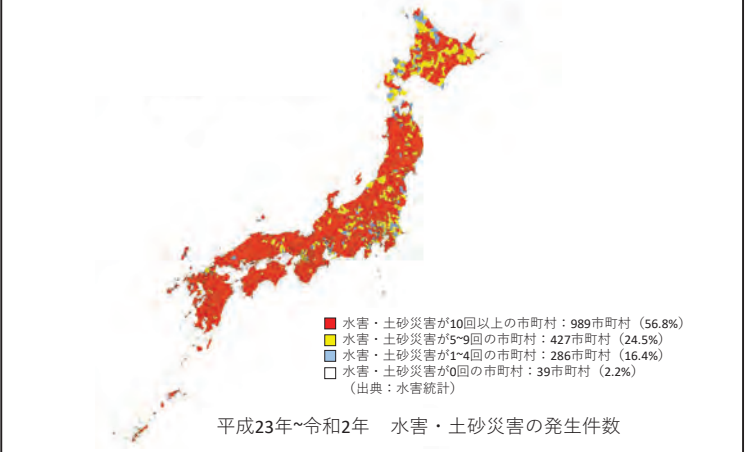 水害・土砂災害が10回以上の市町村：989市町村（56.8%）
水害・土砂災害が5~9回の市町村：427市町村（24.5%）
水害・土砂災害が1~4の市町村：286市町村（16.4%）
水害・土砂災害が0回の市町村：39市町村（2.2%）
（出典：水害統計）
平成23年~令和2年　水害・土砂災害の発生件数